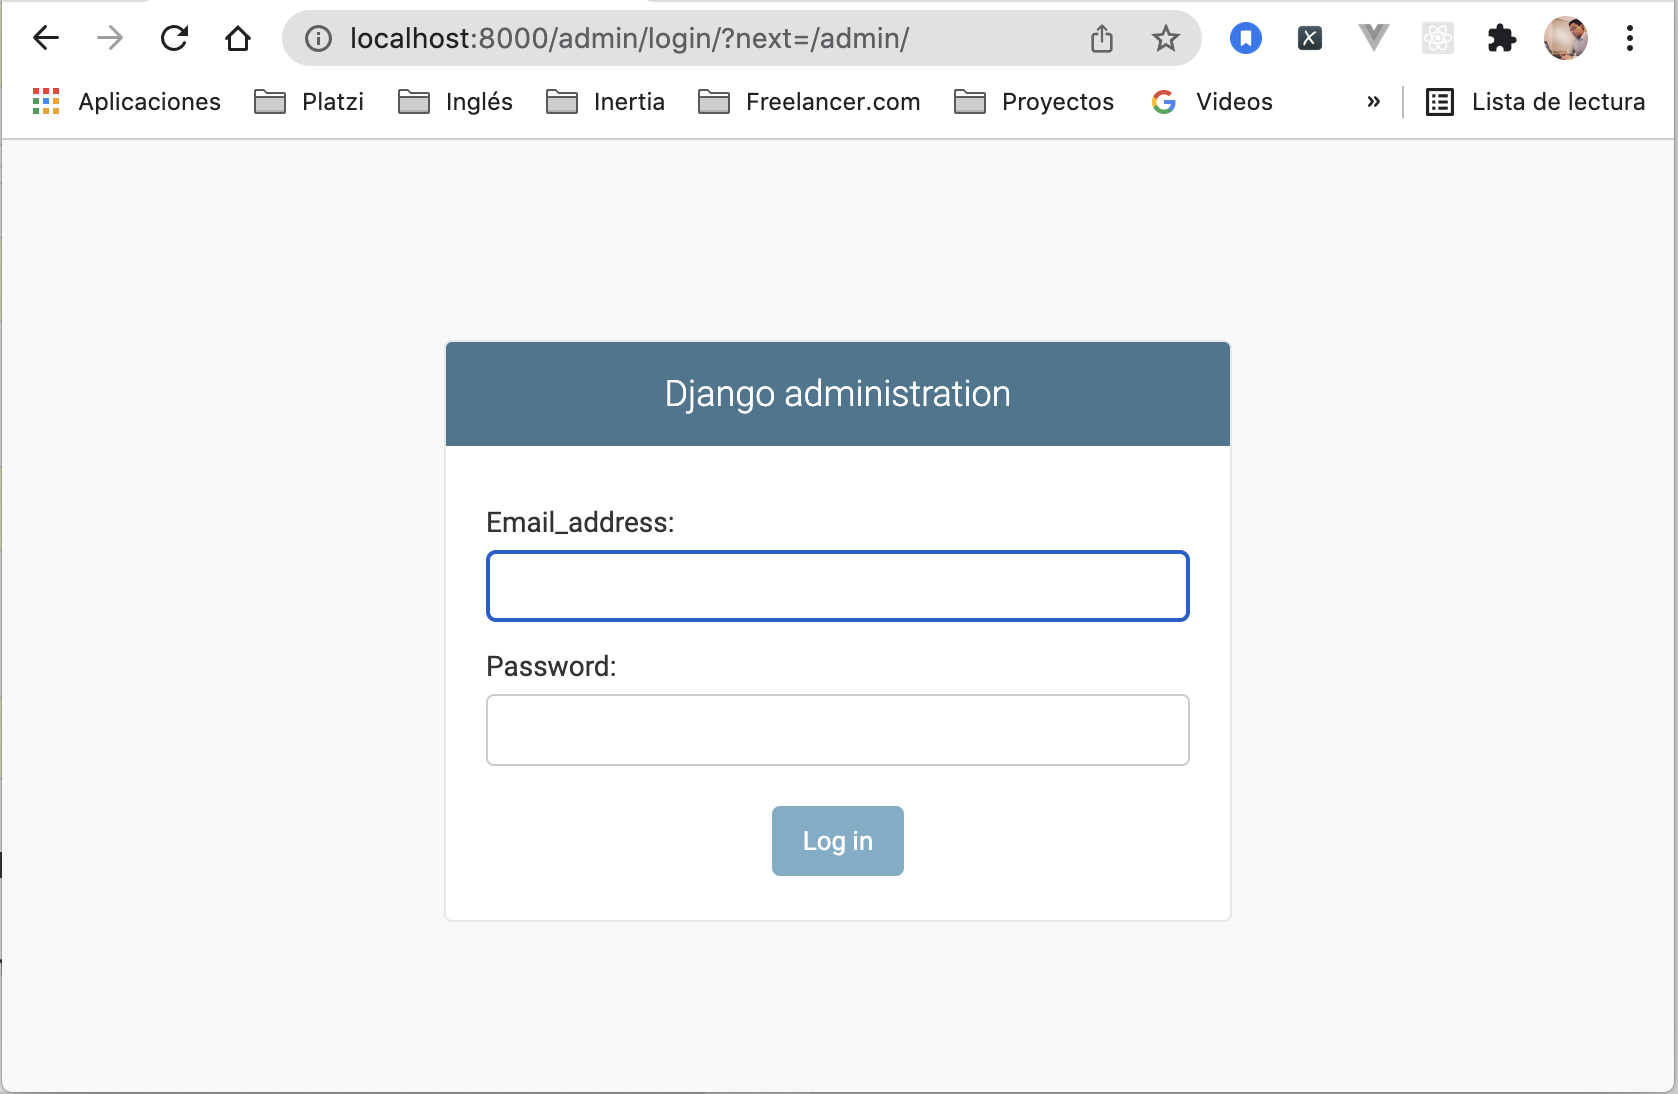 localhost:8000/admin/login/?next=/admin/
Aplicaciones Platzi Inglés Inertia Freelancer.com Proyectos Videos » Lista de lectura
Django administration
Email_address:
Password:
Log in